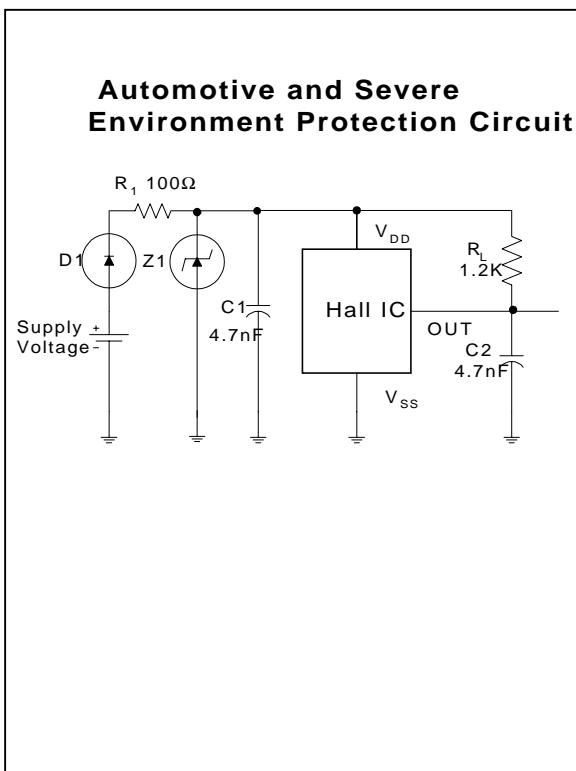 Automotive and Severe
Environment Protection Circuit
R1 100Ω
D1
Z1
VDD
RL
1.2K
C1
4.7nF
Hall IC
OUT
Supply +
Voltage-
C2
4.7nF
VSS